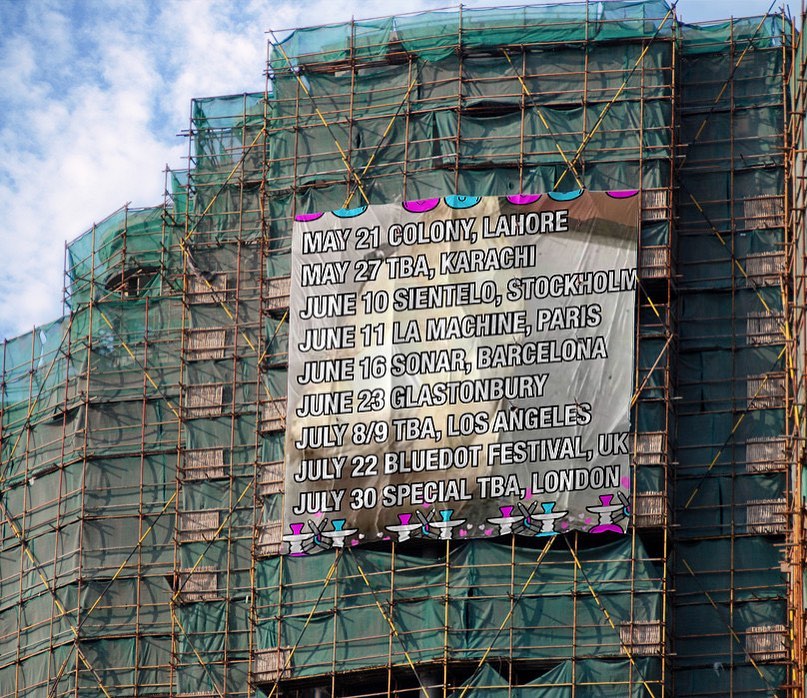 MAY 21 COLONY, LAHORE
MAY 27 TBA, KARACHI
JUNE 10 SIENTELO, STOCKHOLM
JUNE 11 LA MACHINE, PARIS
JUNE 16 SONAR, BARCELONA
JUNE 23 GLASTONBURY
JULY 8/9 TBA, LOS ANGELES
JULY 22 BLUEDOT FESTIVAL, UK
JULY 30 SPECIAL TBA, LONDON